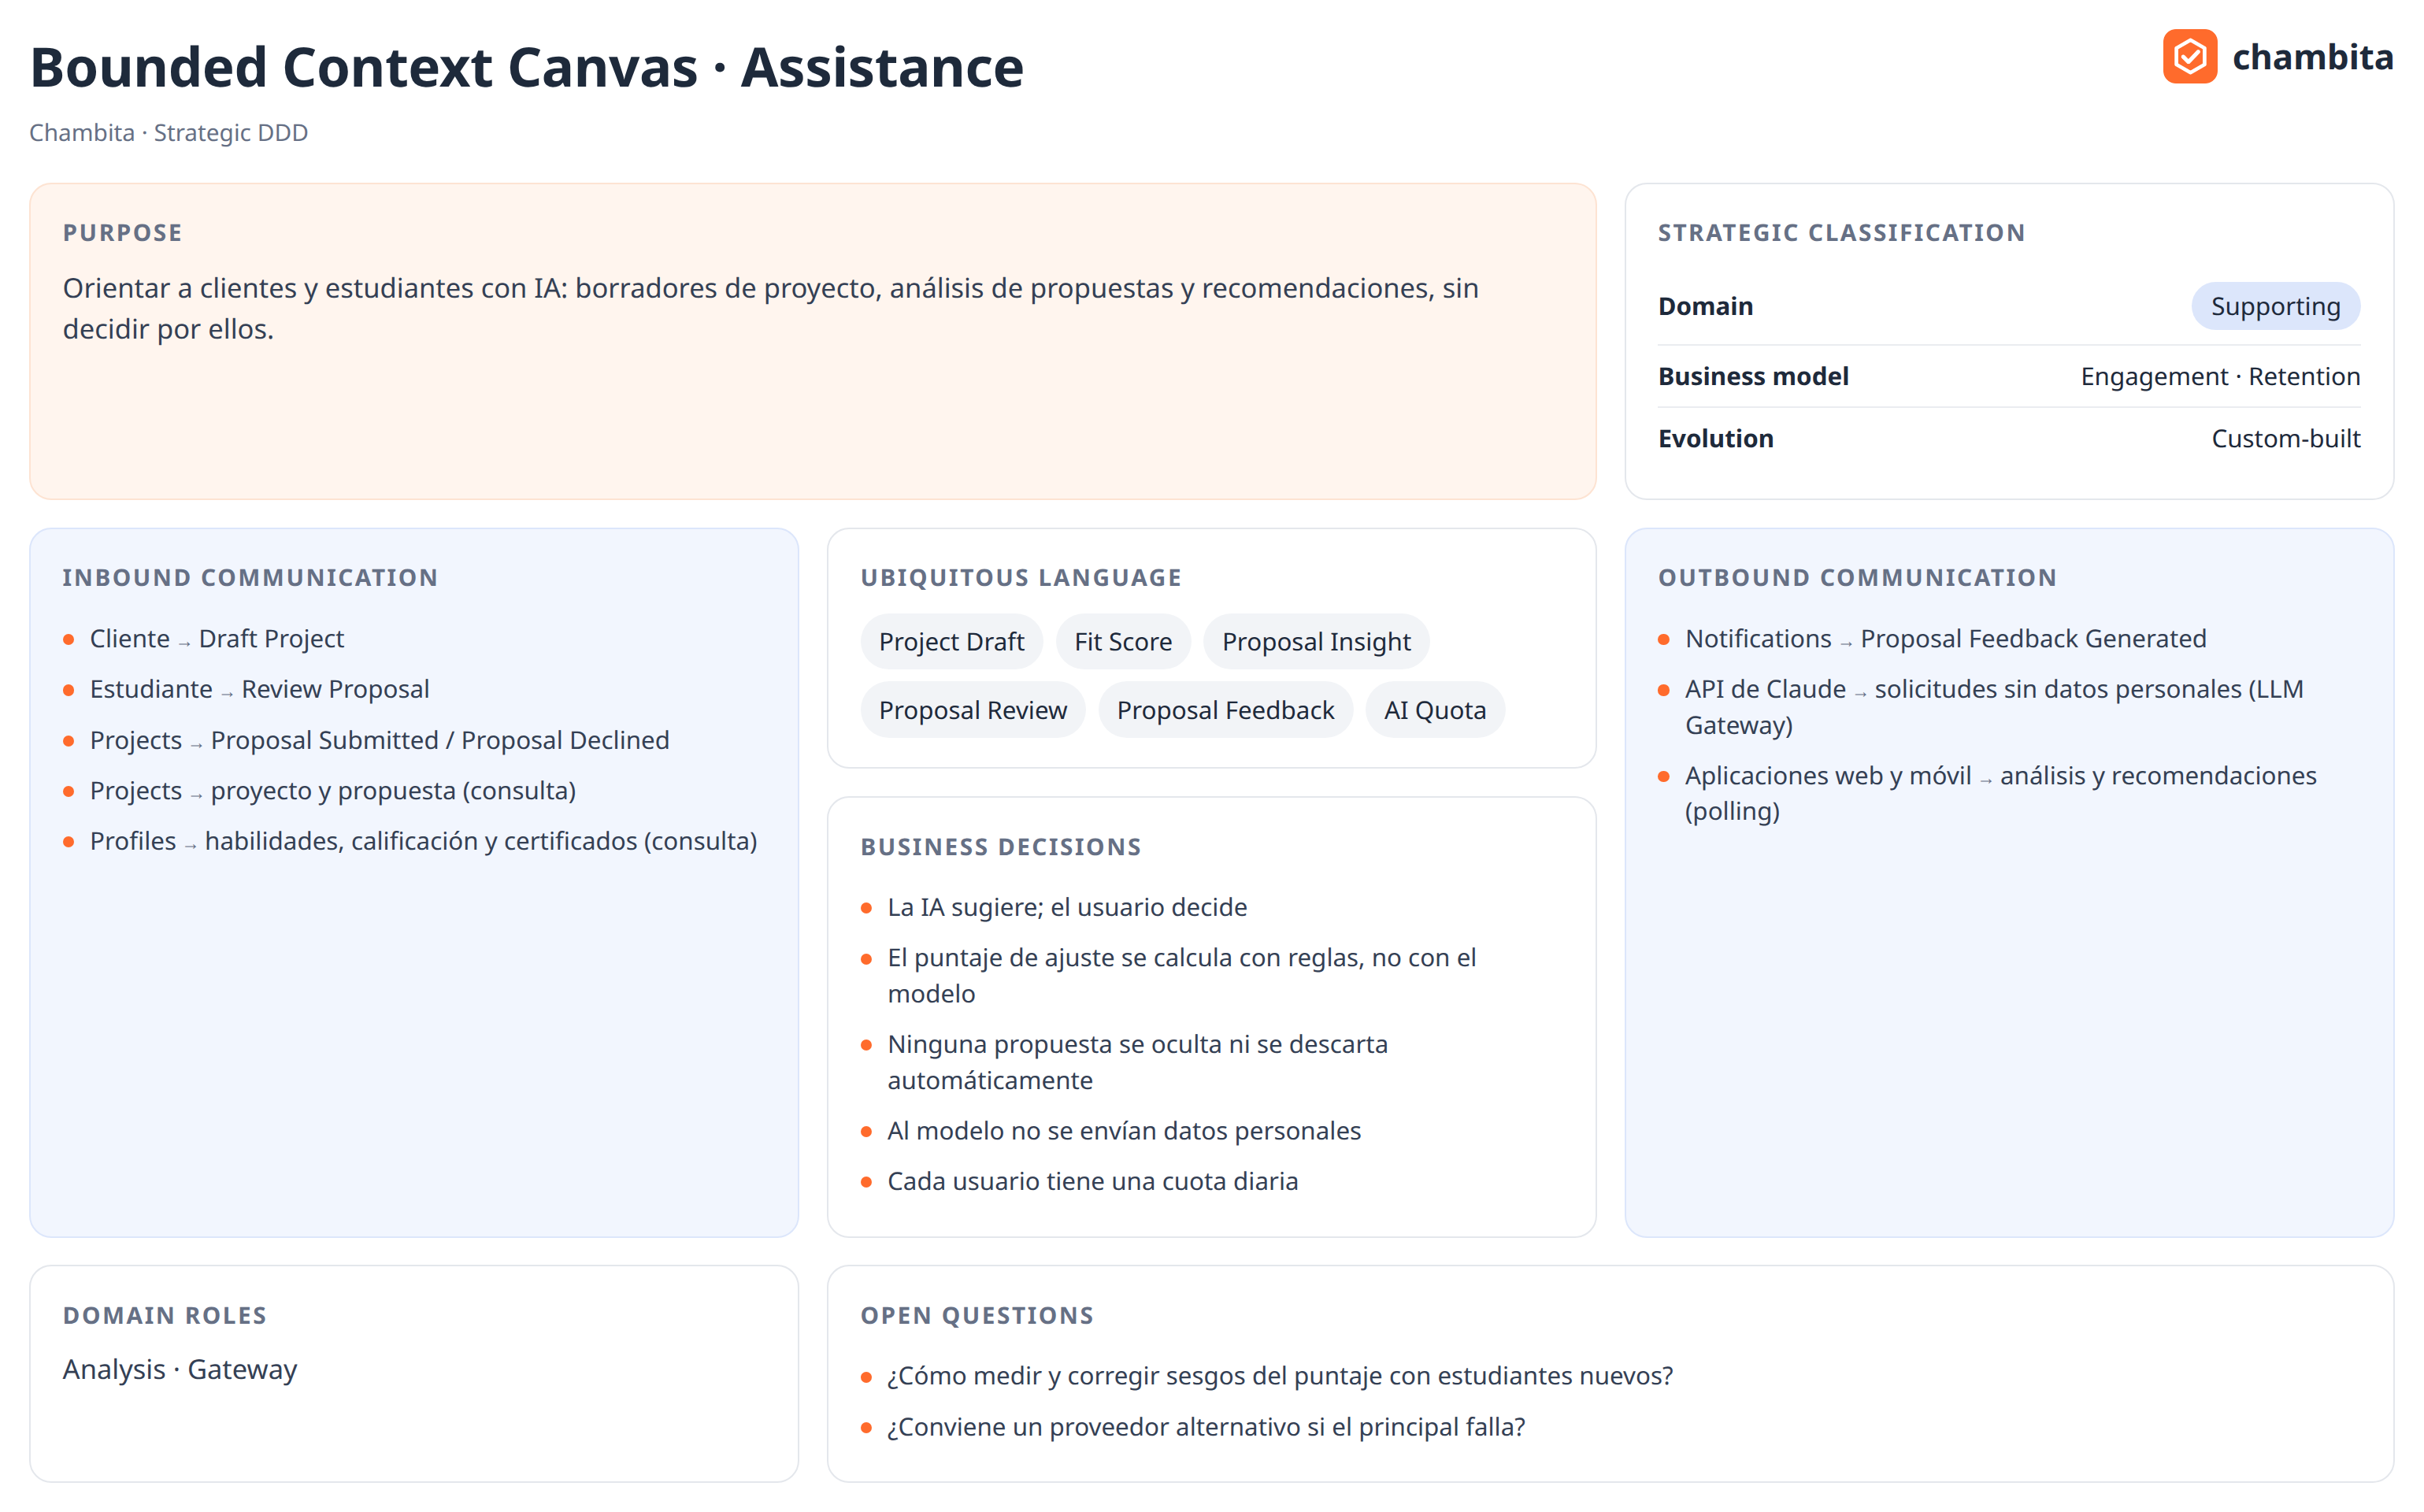 Bounded Context Canvas · Assistance
chambita
Chambita · Strategic DDD
PURPOSE
Orientar a clientes y estudiantes con IA: borradores de proyecto, análisis de propuestas y recomendaciones, sin
decidir por ellos.
STRATEGIC CLASSIFICATION
Domain Supporting
Business model Engagement · Retention
Evolution Custom-built
INBOUND COMMUNICATION
Cliente → Draft Project
Estudiante → Review Proposal
Projects → Proposal Submitted / Proposal Declined
Projects → proyecto y propuesta (consulta)
Profiles → habilidades, calificación y certificados (consulta)
UBIQUITOUS LANGUAGE
Project Draft Fit Score Proposal Insight
Proposal Review Proposal Feedback AI Quota
BUSINESS DECISIONS
La IA sugiere; el usuario decide
El puntaje de ajuste se calcula con reglas, no con el
modelo
Ninguna propuesta se oculta ni se descarta
automáticamente
Al modelo no se envían datos personales
Cada usuario tiene una cuota diaria
OUTBOUND COMMUNICATION
Notifications → Proposal Feedback Generated
API de Claude → solicitudes sin datos personales (LLM
Gateway)
Aplicaciones web y móvil → análisis y recomendaciones
(polling)
DOMAIN ROLES
Analysis · Gateway
OPEN QUESTIONS
¿Cómo medir y corregir sesgos del puntaje con estudiantes nuevos?
¿Conviene un proveedor alternativo si el principal falla?